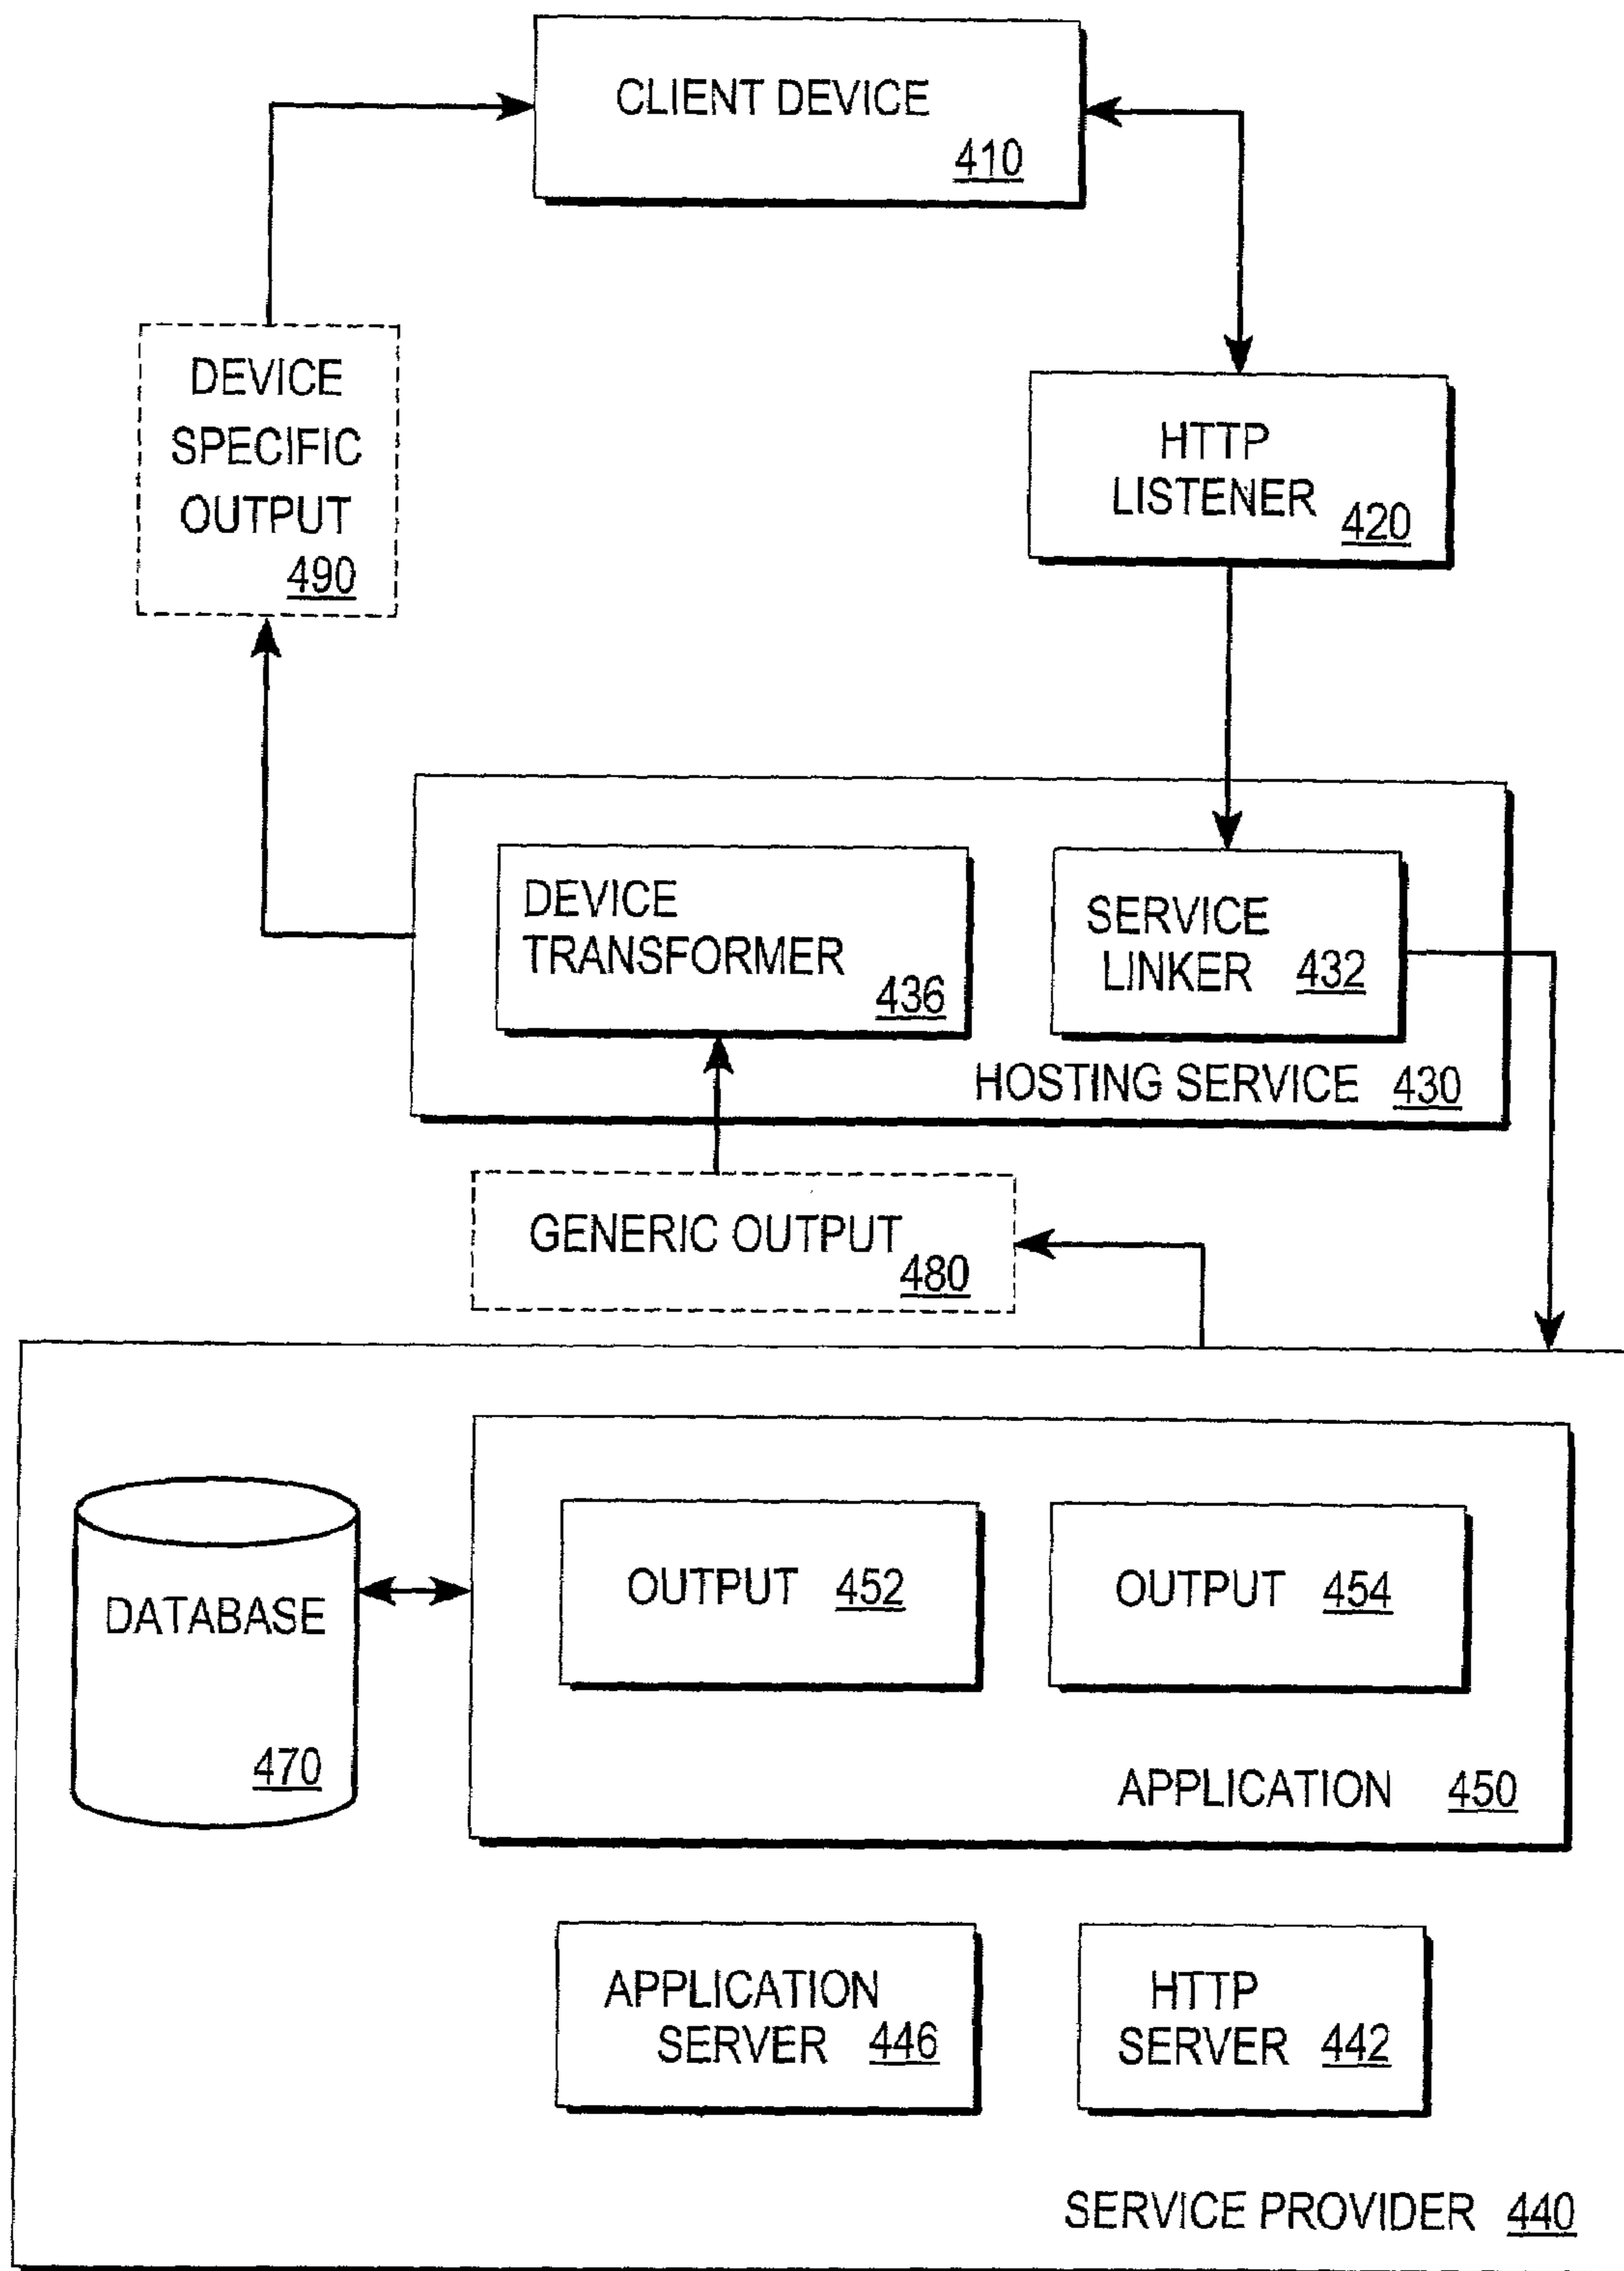 CLIENT DEVICE
410
DEVICE
SPECIFIC
OUTPUT
490
HTTP
LISTENER 420
DEVICE
TRANSFORMER
436
SERVICE
LINKER 432
HOSTING SERVICE 430
GENERIC OUTPUT
480
DATABASE
470
OUTPUT 452
OUTPUT 454
APPLICATION 450
APPLICATION
SERVER 446
HTTP
SERVER 442
SERVICE PROVIDER 440